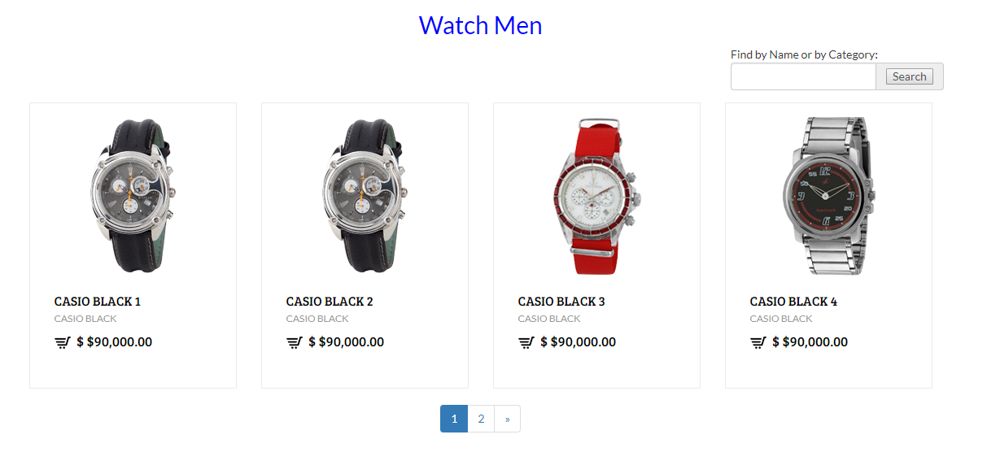 Watch Men
Find by Name or by Category:
Search
CASIO BLACK 1
CASIO BLACK
$ $90,000.00
CASIO BLACK 2
CASIO BLACK
$ $90,000.00
CASIO BLACK 3
CASIO BLACK
$ $90,000.00
CASIO BLACK 4
CASIO BLACK
$ $90,000.00
1 2 »